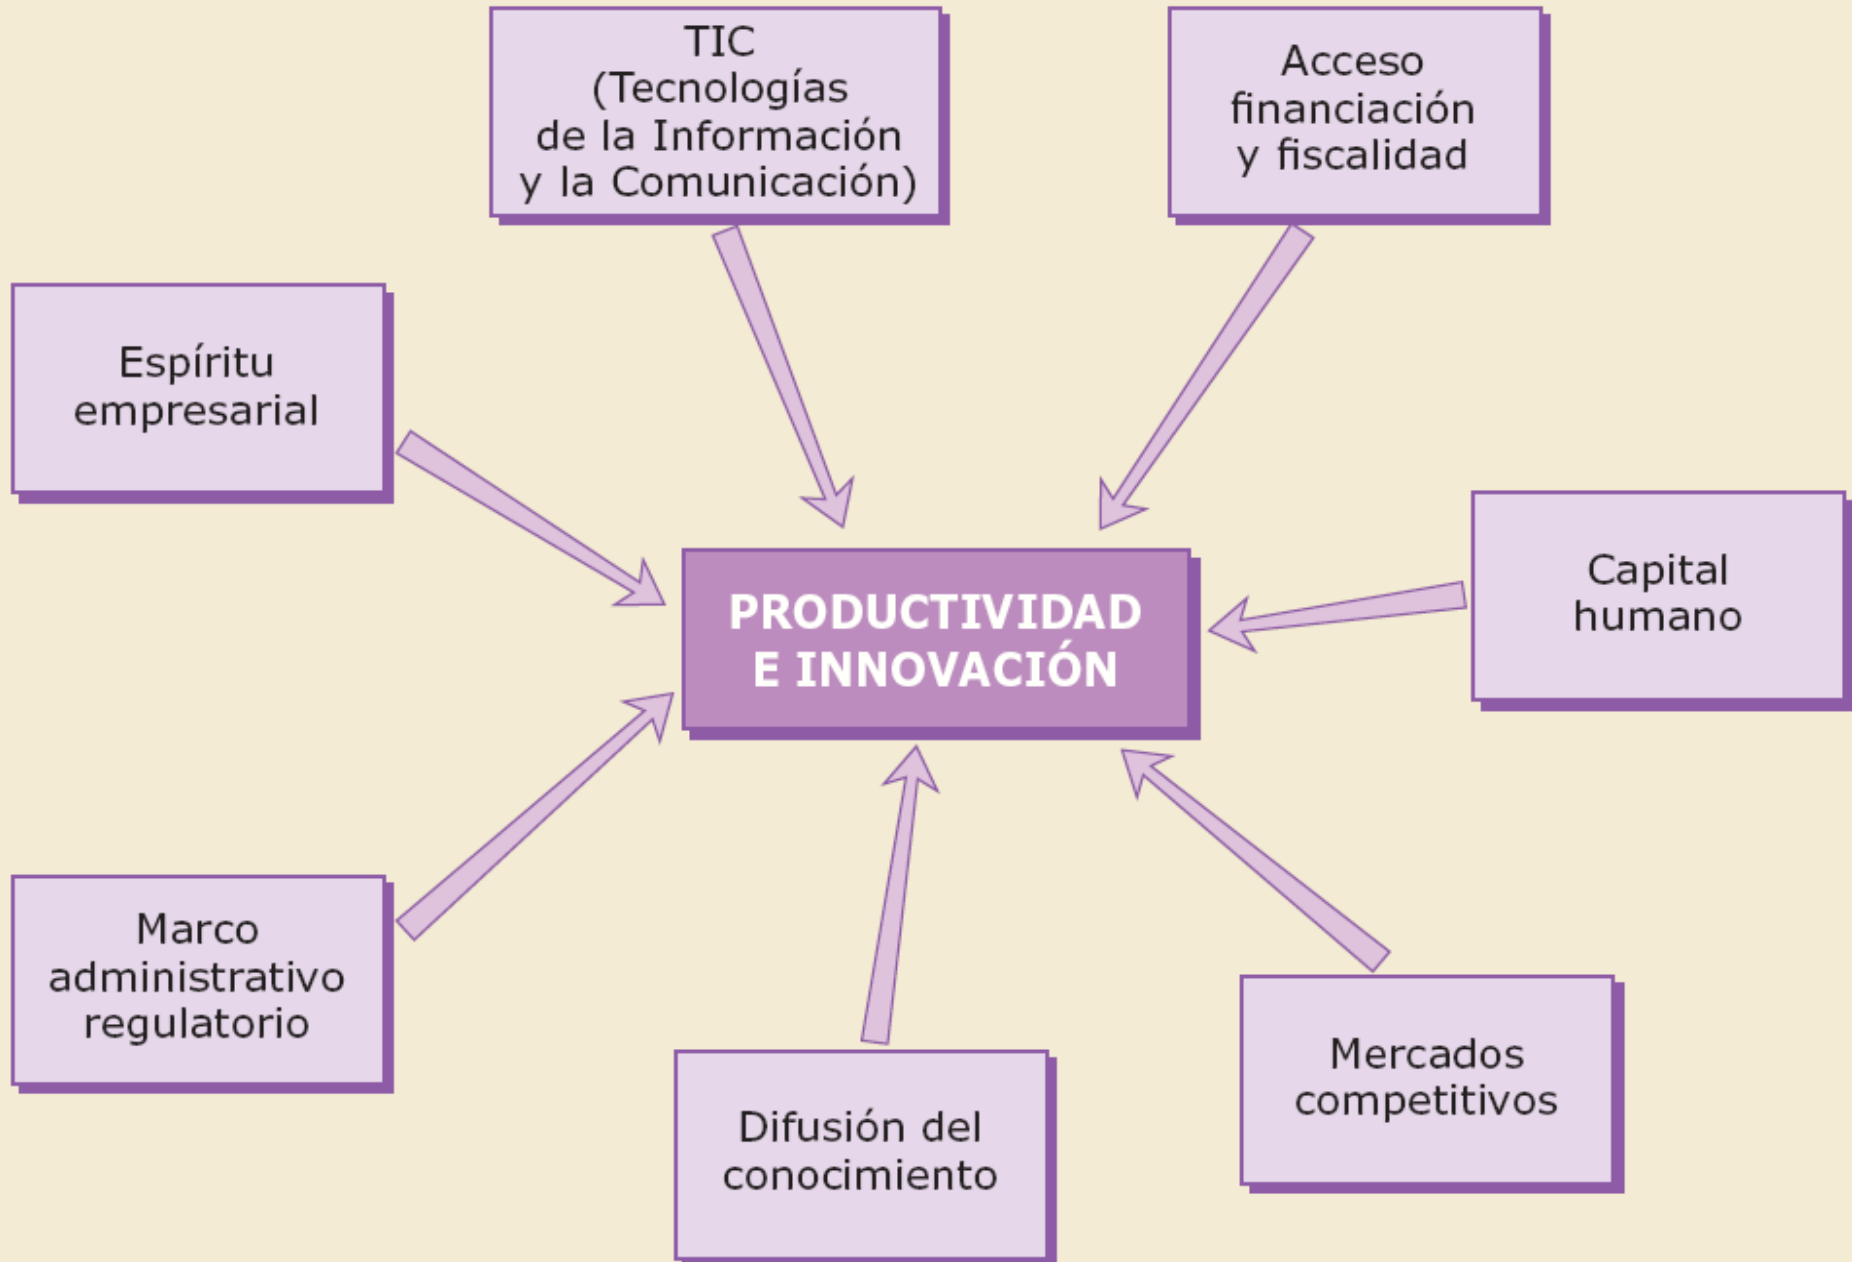 TIC
(Tecnologías
de la Información
y la Comunicación)
Acceso
financiación
y fiscalidad
Espíritu
empresarial
Capital
humano
PRODUCTIVIDAD
E INNOVACIÓN
Marco
administrativo
regulatorio
Mercados
competitivos
Difusión del
conocimiento